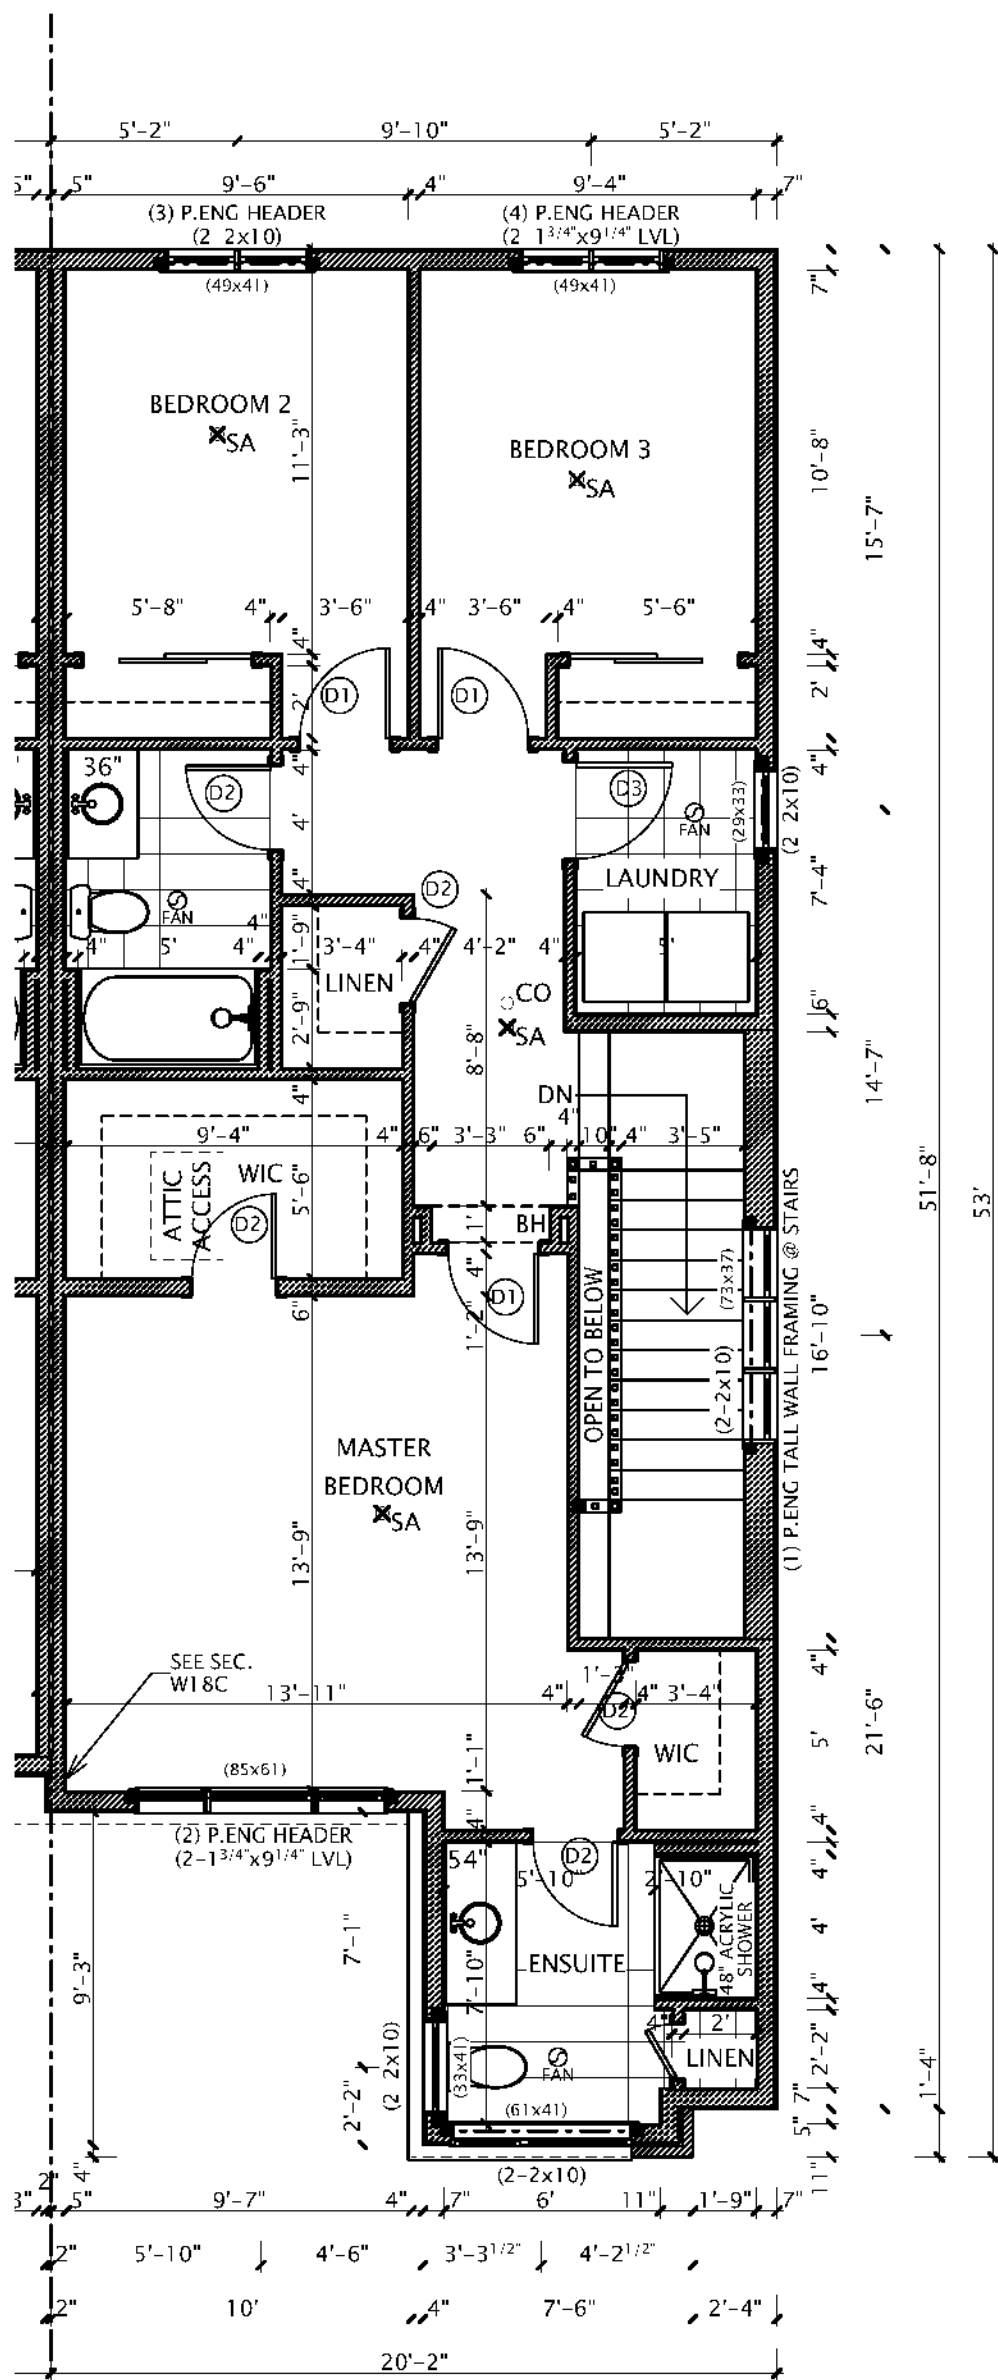 5'-2" 9'-10" 5'-2"
5" 9'-6" 4" 9'-4" 7"
(3) P.ENG HEADER (4) P.ENG HEADER
(2 2x10) (2 1 3/4"x9 1/4" LVL)
(49x41) (49x41)
7"
BEDROOM 2
SA
11'-3"
BEDROOM 3
SA
10'-8"
15'-7"
5'-8" 4" 3'-6" 4" 3'-6" 4" 5'-6"
4" 4"
2' 2'
D1 D1
36"
D2
4" 4"
4'
4"
D3
FAN
(29x33)
(2 2x10)
7'-4"
LAUNDRY
D2
FAN
4"
4" 5' 4" 3'-4" 4" 4'-2" 4" 5'
1'-9"
LINEN
2'-9"
CO
SA
8'-8"
6"
14'-7"
4"
DN
4"
9'-4" 4" 6" 3'-3" 6" 10" 4" 3'-5"
ATTIC
ACCESS
WIC
D2
5'-6"
1'
BH
51'-8"
53'
4"
D1
6"
1'-2"
OPEN TO BELOW
(73x37)
(2-2x10)
(1) P.ENG TALL WALL FRAMING @ STAIRS
16'-10"
MASTER
BEDROOM
SA
13'-9" 13'-9"
SEE SEC.
W18C
13'-11" 4" 4" 3'-4"
D2
4"
5'
WIC
21'-6"
1'-1"
(85x61)
4"
4"
(2) P.ENG HEADER
(2-1 3/4"x9 1/4" LVL)
54"
D2
5'-10" 2'-10"
4"
4'
7'-1"
9'-3"
ENSUITE
7'-10"
48" ACRYLIC
SHOWER
4"
2'
LINEN
4"
2'-2"
(2 2x10)
(33x41)
FAN
(61x41)
2'-2"
7"
5"
1'-4"
4"
(2-2x10)
11"
2"
3" 5" 9'-7" 4" 7" 6' 11" 1'-9" 7"
2" 5'-10" 4'-6" 3'-3 1/2" 4'-2 1/2"
2" 10' 4" 7'-6" 2'-4"
20'-2"